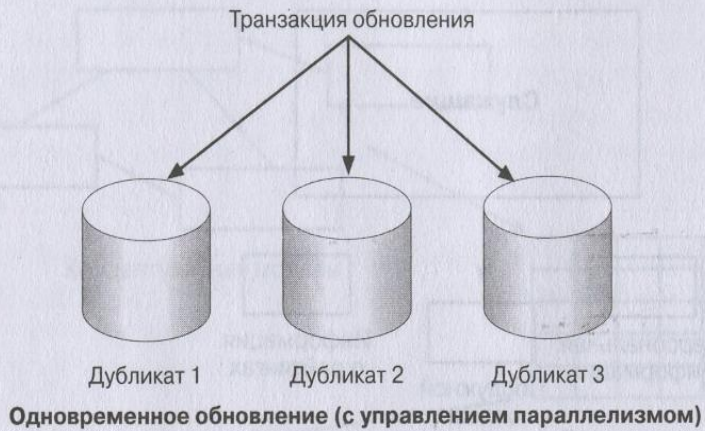 Транзакция обновления
Дубликат 1
Дубликат 2
Дубликат 3
Одновременное обновление (с управлением параллелизмом)